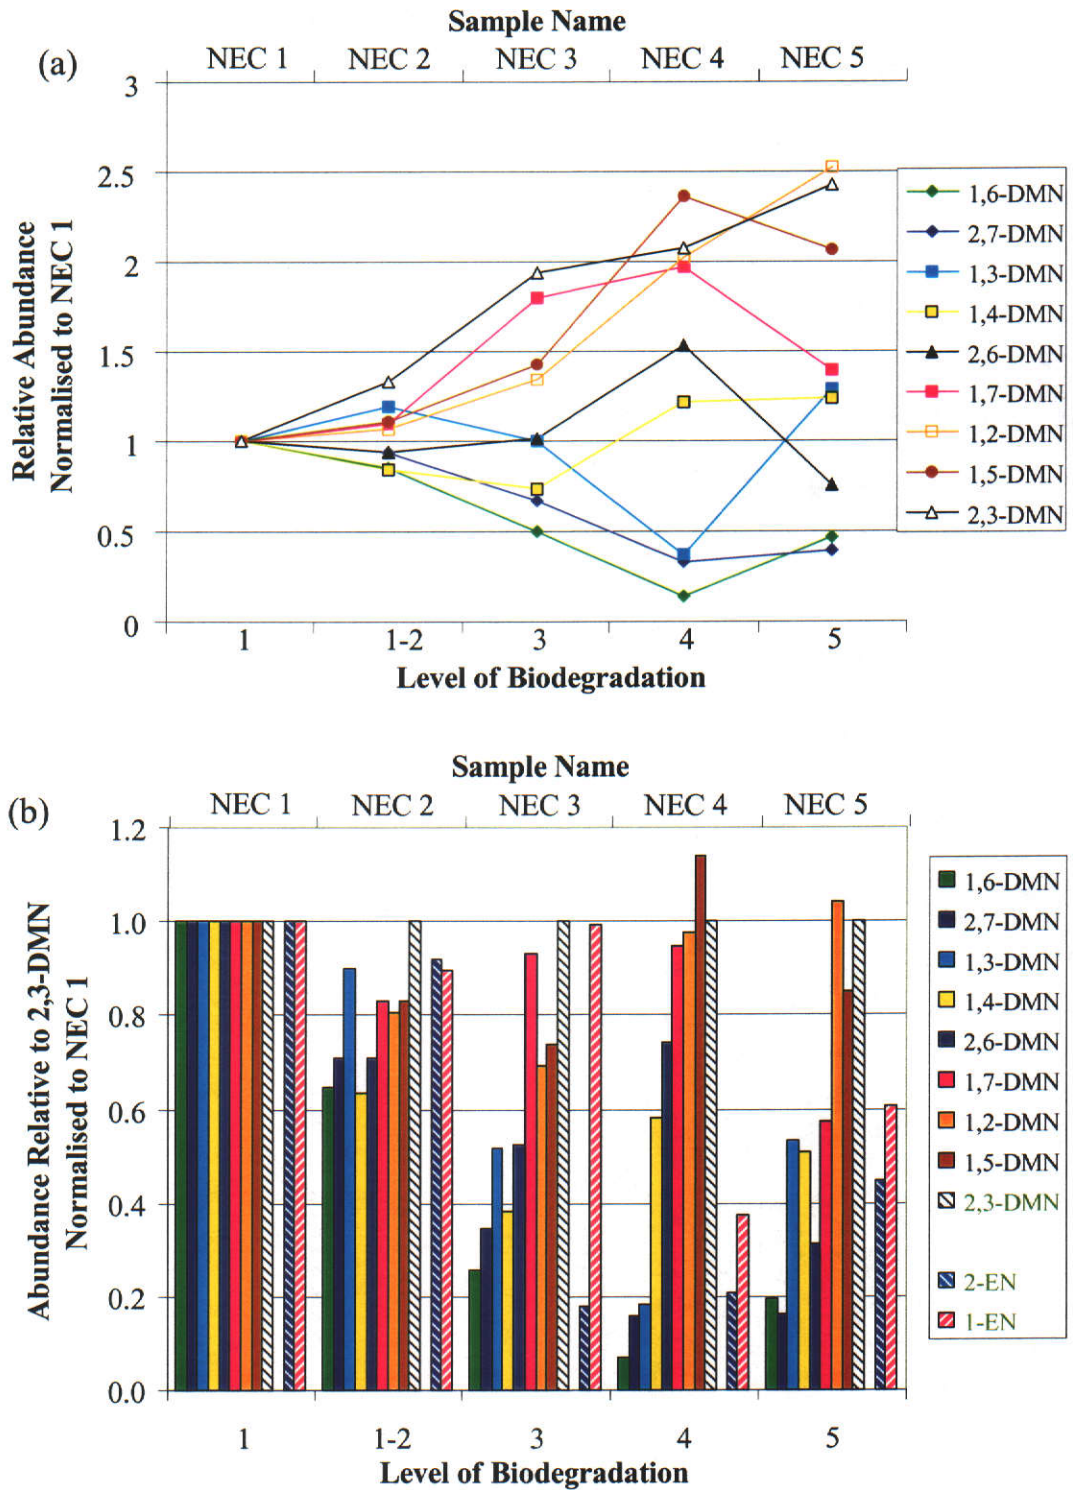 Sample Name
(a)
NEC 1 NEC 2 NEC 3 NEC 4 NEC 5
3
2.5
2
1.5
1
0.5
0
Relative Abundance
Normalised to NEC 1
1,6-DMN
2,7-DMN
1,3-DMN
1,4-DMN
2,6-DMN
1,7-DMN
1,2-DMN
1,5-DMN
2,3-DMN
1 1-2 3 4 5
Level of Biodegradation
Sample Name
(b)
NEC 1 NEC 2 NEC 3 NEC 4 NEC 5
1.2
1.0
0.8
0.6
0.4
0.2
0.0
Abundance Relative to 2,3-DMN
Normalised to NEC 1
1,6-DMN
2,7-DMN
1,3-DMN
1,4-DMN
2,6-DMN
1,7-DMN
1,2-DMN
1,5-DMN
2,3-DMN
2-EN
1-EN
1 1-2 3 4 5
Level of Biodegradation